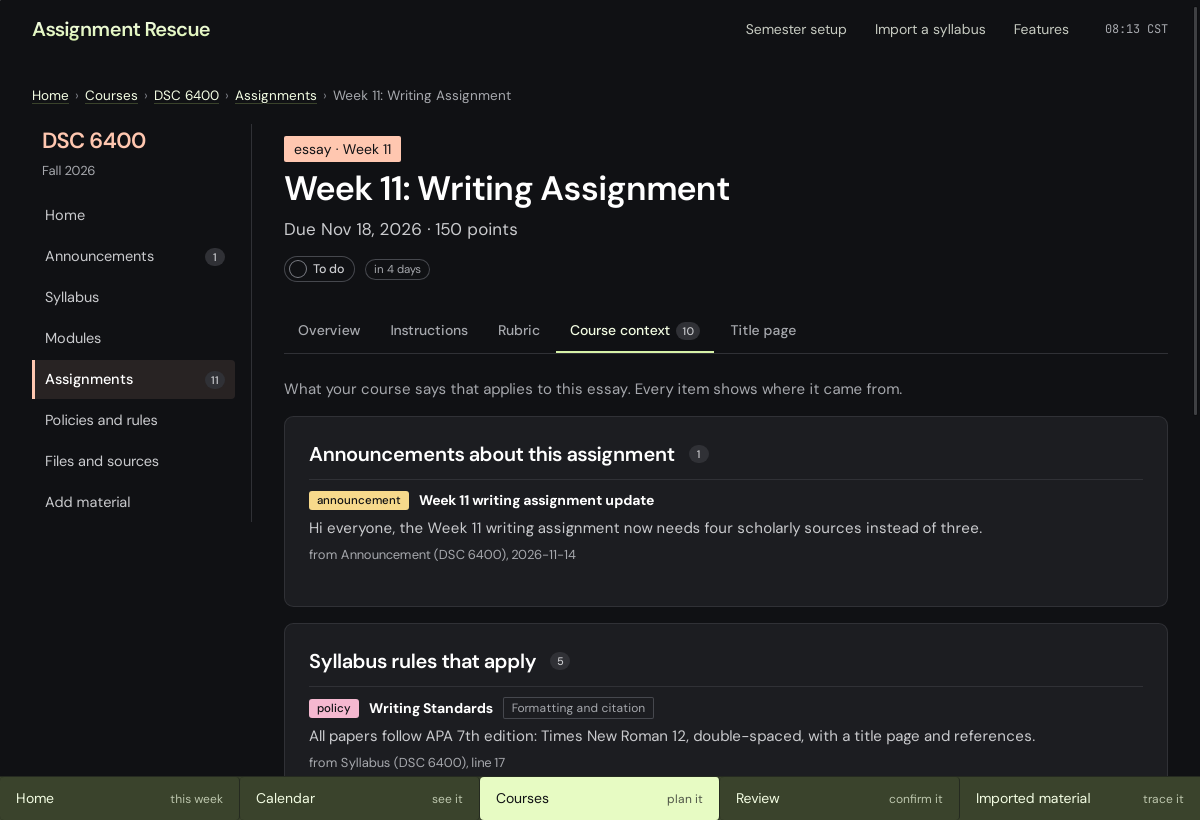 Assignment Rescue
Semester setup
Import a syllabus
Features
08:13 CST
Home › Courses › DSC 6400 › Assignments › Week 11: Writing Assignment
DSC 6400
Fall 2026
Home
Announcements 1
Syllabus
Modules
Assignments 11
Policies and rules
Files and sources
Add material
essay · Week 11
Week 11: Writing Assignment
Due Nov 18, 2026 · 150 points
To do
in 4 days
Overview
Instructions
Rubric
Course context 10
Title page
What your course says that applies to this essay. Every item shows where it came from.
Announcements about this assignment 1
announcement Week 11 writing assignment update
Hi everyone, the Week 11 writing assignment now needs four scholarly sources instead of three.
from Announcement (DSC 6400), 2026-11-14
Syllabus rules that apply 5
policy Writing Standards Formatting and citation
All papers follow APA 7th edition: Times New Roman 12, double-spaced, with a title page and references.
from Syllabus (DSC 6400), line 17
Home this week
Calendar see it
Courses plan it
Review confirm it
Imported material trace it